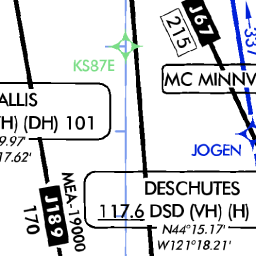 J67
215
337
KS87E
MC MINNV
ALLIS
(H) (DH) 101
9.97'
17.62'
JOGEN
DESCHUTES
117.6 DSD (VH) (H)
N44°15.17'
W121°18.21'
MEA-19000
J189
170